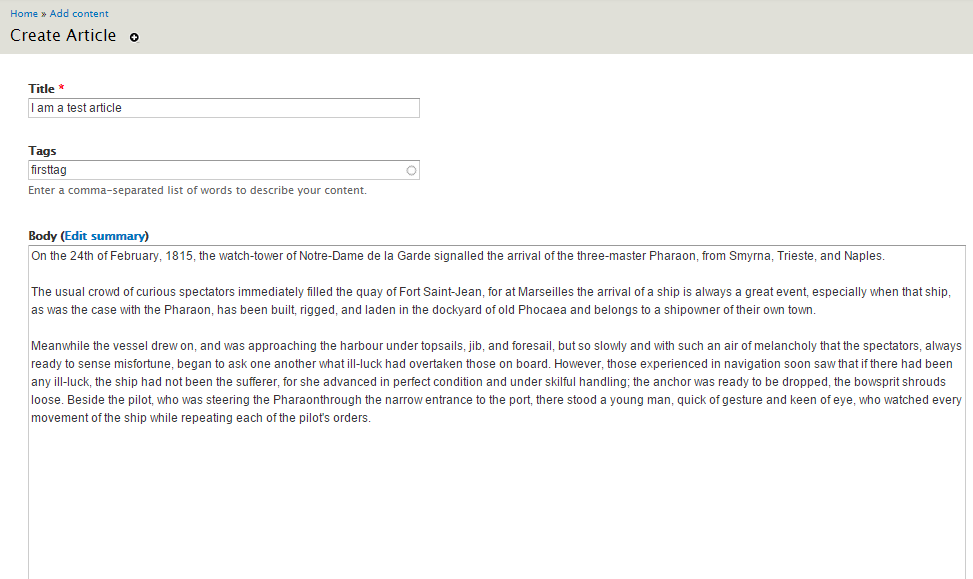 Home » Add content
Create Article
Title *
I am a test article
Tags
firsttag
Enter a comma-separated list of words to describe your content.
Body (Edit summary)
On the 24th of February, 1815, the watch-tower of Notre-Dame de la Garde signalled the arrival of the three-master Pharaon, from Smyrna, Trieste, and Naples.
The usual crowd of curious spectators immediately filled the quay of Fort Saint-Jean, for at Marseilles the arrival of a ship is always a great event, especially when that ship,
as was the case with the Pharaon, has been built, rigged, and laden in the dockyard of old Phocaea and belongs to a shipowner of their own town.
Meanwhile the vessel drew on, and was approaching the harbour under topsails, jib, and foresail, but so slowly and with such an air of melancholy that the spectators, always
ready to sense misfortune, began to ask one another what ill-luck had overtaken those on board. However, those experienced in navigation soon saw that if there had been
any ill-luck, the ship had not been the sufferer, for she advanced in perfect condition and under skilful handling; the anchor was ready to be dropped, the bowsprit shrouds
loose. Beside the pilot, who was steering the Pharaonthrough the narrow entrance to the port, there stood a young man, quick of gesture and keen of eye, who watched every
movement of the ship while repeating each of the pilot's orders.